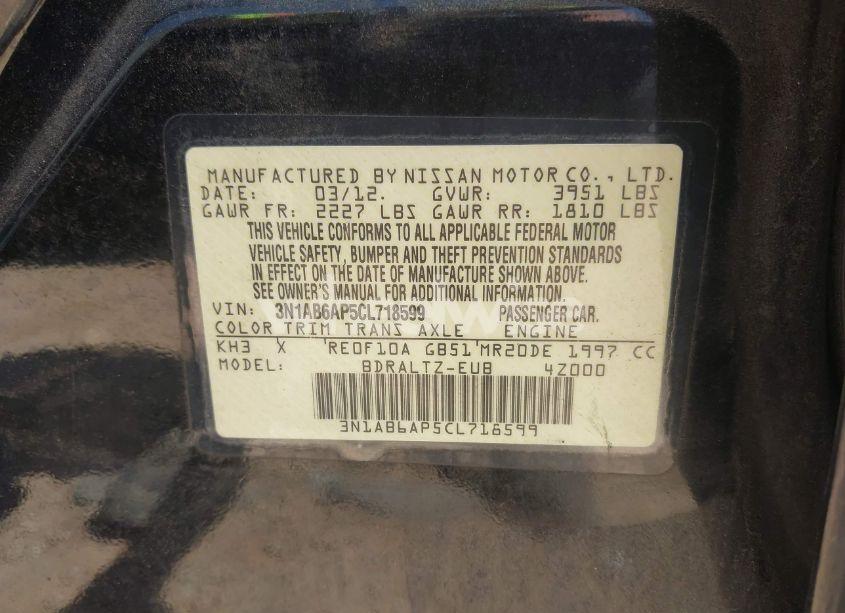 MANUFACTURED BY NISSAN MOTOR CO., LTD.
DATE: 03/12. GVWR: 3951 LBS
GAWR FR: 2227 LBS GAWR RR: 1810 LBS
THIS VEHICLE CONFORMS TO ALL APPLICABLE FEDERAL MOTOR
VEHICLE SAFETY, BUMPER AND THEFT PREVENTION STANDARDS
IN EFFECT ON THE DATE OF MANUFACTURE SHOWN ABOVE.
SEE OWNER'S MANUAL FOR ADDITIONAL INFORMATION.
VIN: 3N1AB6AP5CL718599 PASSENGER CAR.
COLOR TRIM TRANS AXLE ENGINE
KH3 X 'RE0F10A GB51'MR20DE 1997 CC
MODEL: BDRALTZ-EUB 4Z000
3N1AB6AP5CL718599